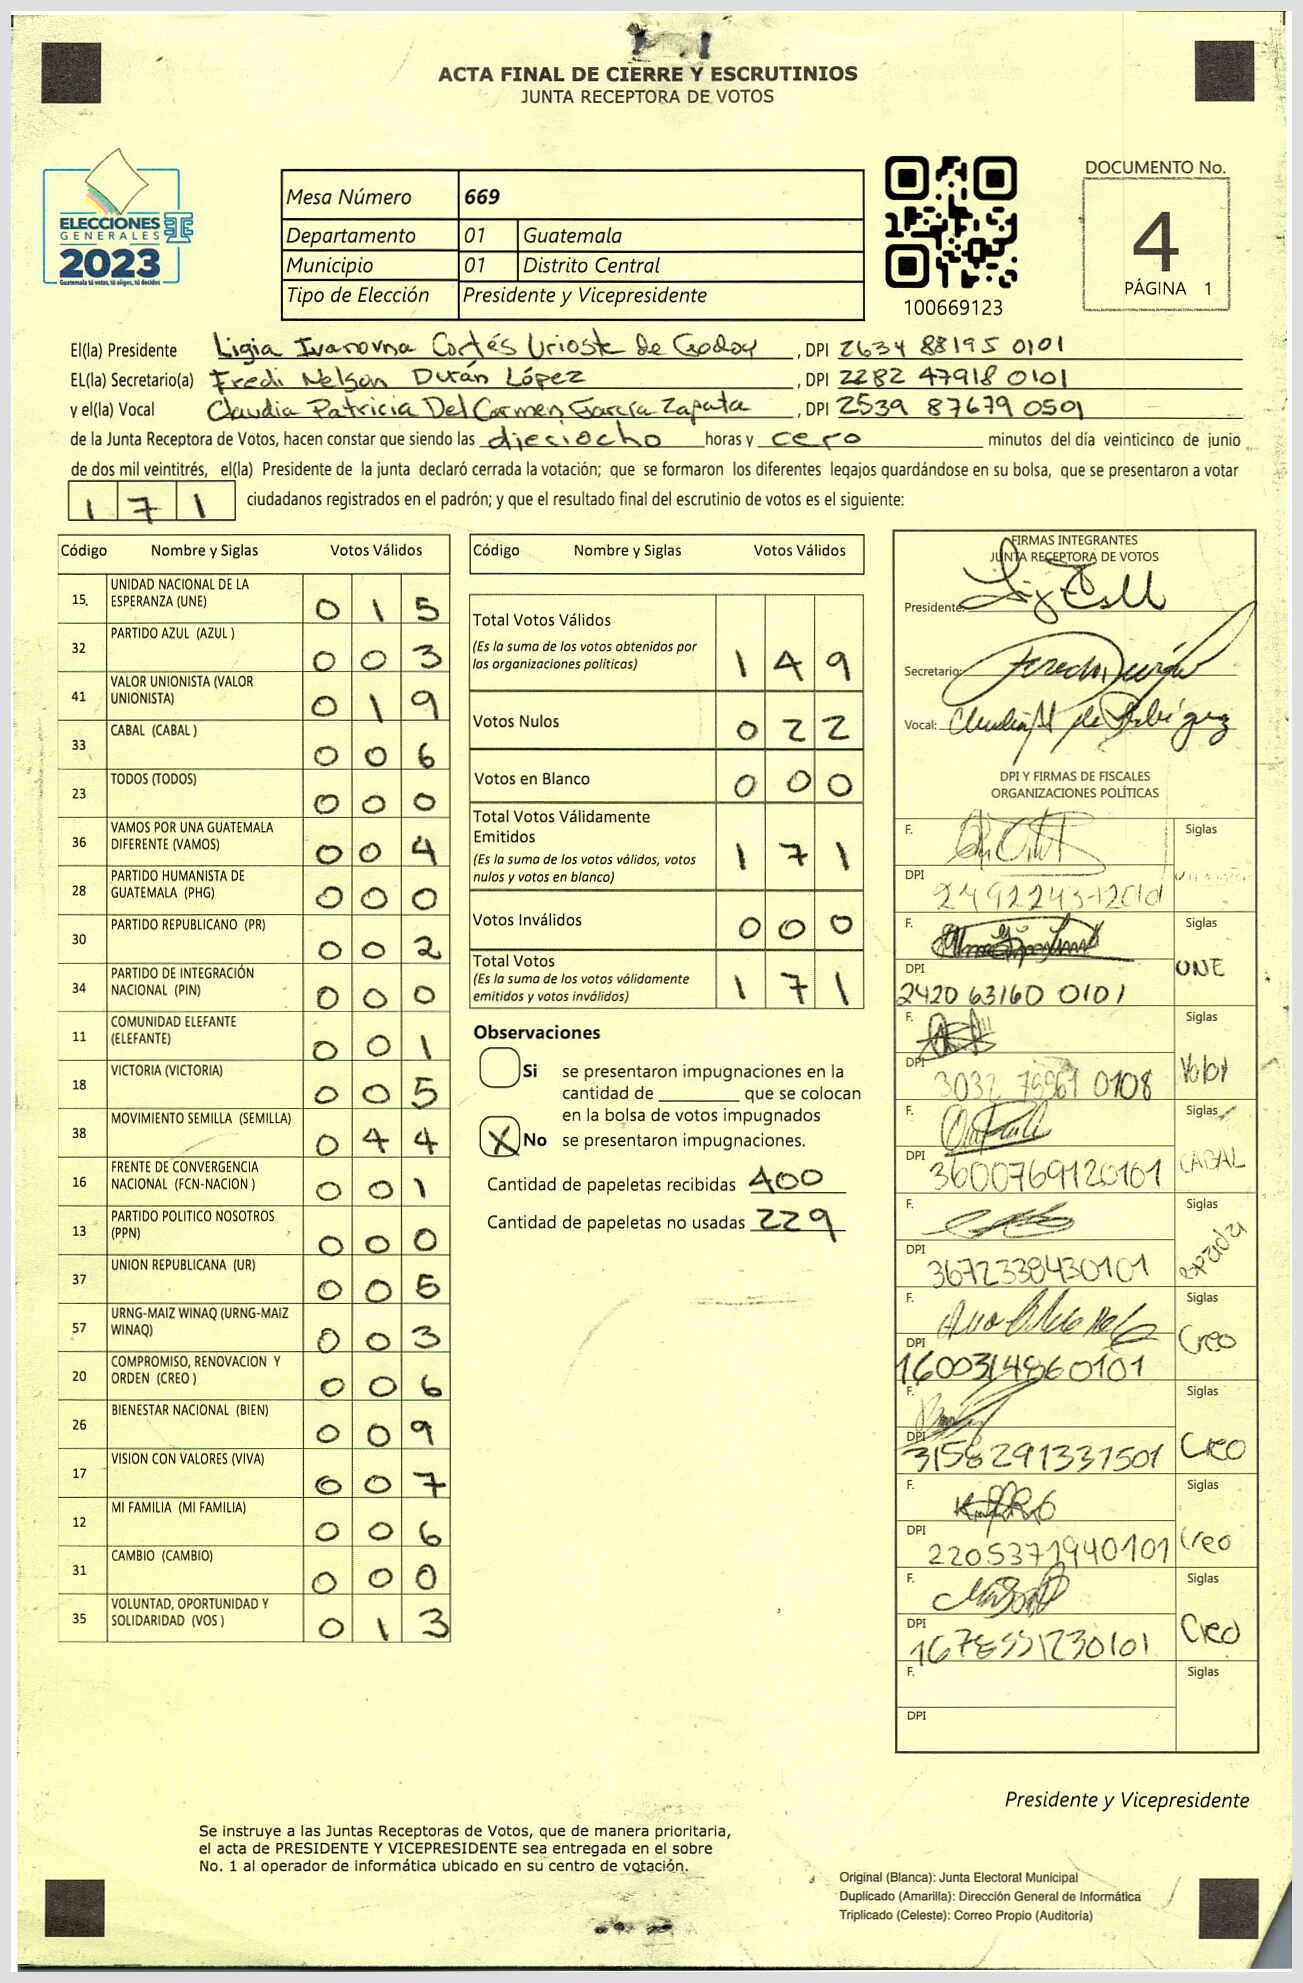 ACTA FINAL DE CIERRE Y ESCRUTINIOS
JUNTA RECEPTORA DE VOTOS
ELECCIONES
GENERALES
2023
Guatemala tú votas, tú eliges, tú decides
Mesa Número 669
Departamento 01 Guatemala
Municipio 01 Distrito Central
Tipo de Elección Presidente y Vicepresidente
100669123
DOCUMENTO No.
4
PÁGINA 1
El(la) Presidente Ligia Ivanovna Cortés Urioste de Godoy , DPI 2634 88195 0101
EL(la) Secretario(a) Fredi Nelson Durán López , DPI 2282 47918 0101
y el(la) Vocal Claudia Patricia Del Carmen García Zapata , DPI 2539 87679 0501
de la Junta Receptora de Votos, hacen constar que siendo las dieciocho horas y cero minutos del día veinticinco de junio
de dos mil veintitrés, el(la) Presidente de la junta declaró cerrada la votación; que se formaron los diferentes legajos guardándose en su bolsa, que se presentaron a votar
171 ciudadanos registrados en el padrón; y que el resultado final del escrutinio de votos es el siguiente:
Código Nombre y Siglas Votos Válidos
15. UNIDAD NACIONAL DE LA ESPERANZA (UNE) 0 1 5
32 PARTIDO AZUL (AZUL ) 0 0 3
41 VALOR UNIONISTA (VALOR UNIONISTA) 0 1 9
33 CABAL (CABAL ) 0 0 6
23 TODOS (TODOS) 0 0 0
36 VAMOS POR UNA GUATEMALA DIFERENTE (VAMOS) 0 0 4
28 PARTIDO HUMANISTA DE GUATEMALA (PHG) 0 0 0
30 PARTIDO REPUBLICANO (PR) 0 0 2
34 PARTIDO DE INTEGRACIÓN NACIONAL (PIN) 0 0 0
11 COMUNIDAD ELEFANTE (ELEFANTE) 0 0 1
18 VICTORIA (VICTORIA) 0 0 5
38 MOVIMIENTO SEMILLA (SEMILLA) 0 4 4
16 FRENTE DE CONVERGENCIA NACIONAL (FCN-NACION ) 0 0 1
13 PARTIDO POLITICO NOSOTROS (PPN) 0 0 0
37 UNION REPUBLICANA (UR) 0 0 5
57 URNG-MAIZ WINAQ (URNG-MAIZ WINAQ) 0 0 3
20 COMPROMISO, RENOVACION Y ORDEN (CREO ) 0 0 6
26 BIENESTAR NACIONAL (BIEN) 0 0 9
17 VISION CON VALORES (VIVA) 0 0 7
12 MI FAMILIA (MI FAMILIA) 0 0 6
31 CAMBIO (CAMBIO) 0 0 0
35 VOLUNTAD, OPORTUNIDAD Y SOLIDARIDAD (VOS ) 0 1 3
Código Nombre y Siglas Votos Válidos
Total Votos Válidos 1 4 9
(Es la suma de los votos obtenidos por
las organizaciones políticas)
Votos Nulos 0 2 2
Votos en Blanco 0 0 0
Total Votos Válidamente
Emitidos 1 7 1
(Es la suma de los votos válidos, votos
nulos y votos en blanco)
Votos Inválidos 0 0 0
Total Votos 1 7 1
(Es la suma de los votos válidamente
emitidos y votos inválidos)
Observaciones
Si se presentaron impugnaciones en la
cantidad de ________ que se colocan
en la bolsa de votos impugnados
X No se presentaron impugnaciones.
Cantidad de papeletas recibidas 400
Cantidad de papeletas no usadas 229
FIRMAS INTEGRANTES
JUNTA RECEPTORA DE VOTOS
Presidente:
Secretario:
Vocal:
DPI Y FIRMAS DE FISCALES
ORGANIZACIONES POLÍTICAS
F. Siglas
DPI
F. Siglas
DPI 2420 63160 0101 UNE
F. Siglas
DPI 0108 Valor
F. Siglas
DPI 3600769120101 CABAL
F. Siglas
DPI 3672338430101
F. Siglas
DPI 1600314860101 Creo
F. Siglas
DPI 3158291331501 Creo
F. Siglas
DPI 2205371940101 Creo
F. Siglas
DPI Creo
F. Siglas
DPI
Presidente y Vicepresidente
Se instruye a las Juntas Receptoras de Votos, que de manera prioritaria,
el acta de PRESIDENTE Y VICEPRESIDENTE sea entregada en el sobre
No. 1 al operador de informática ubicado en su centro de votación.
Original (Blanca): Junta Electoral Municipal
Duplicado (Amarilla): Dirección General de Informática
Triplicado (Celeste): Correo Propio (Auditoría)